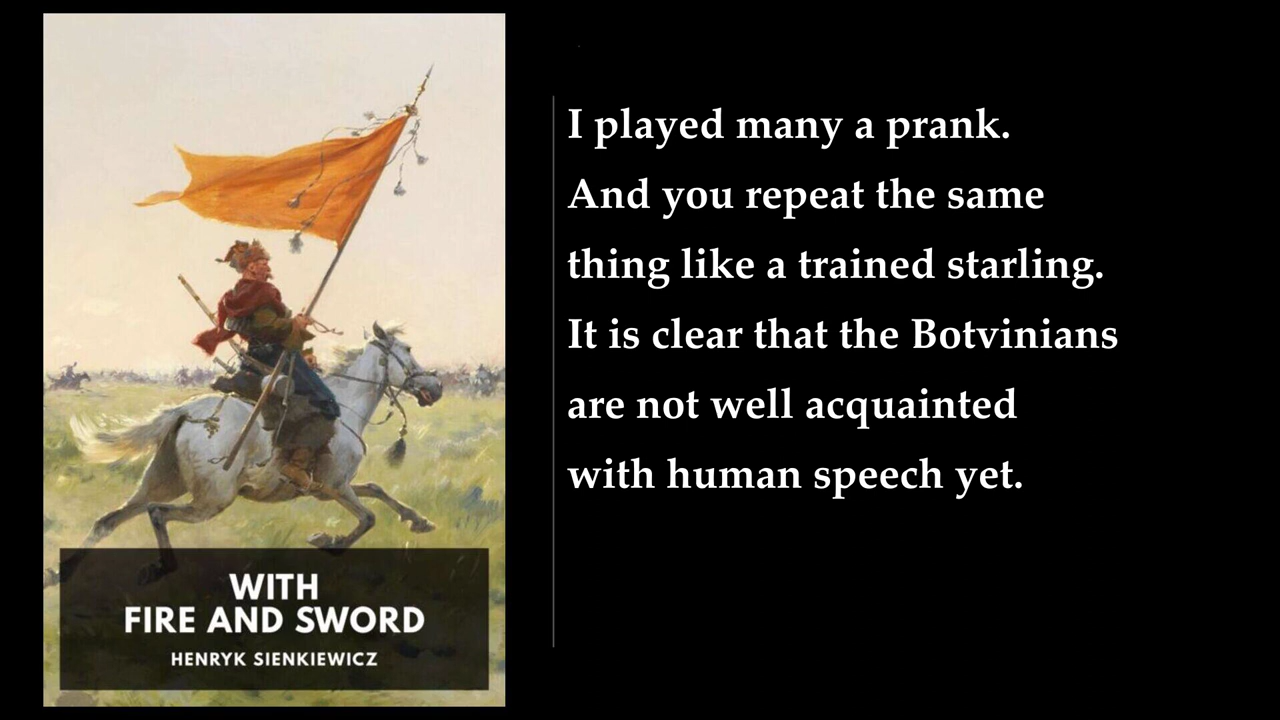 WITH
FIRE AND SWORD
HENRYK SIENKIEWICZ
I played many a prank.
And you repeat the same
thing like a trained starling.
It is clear that the Botvinians
are not well acquainted
with human speech yet.